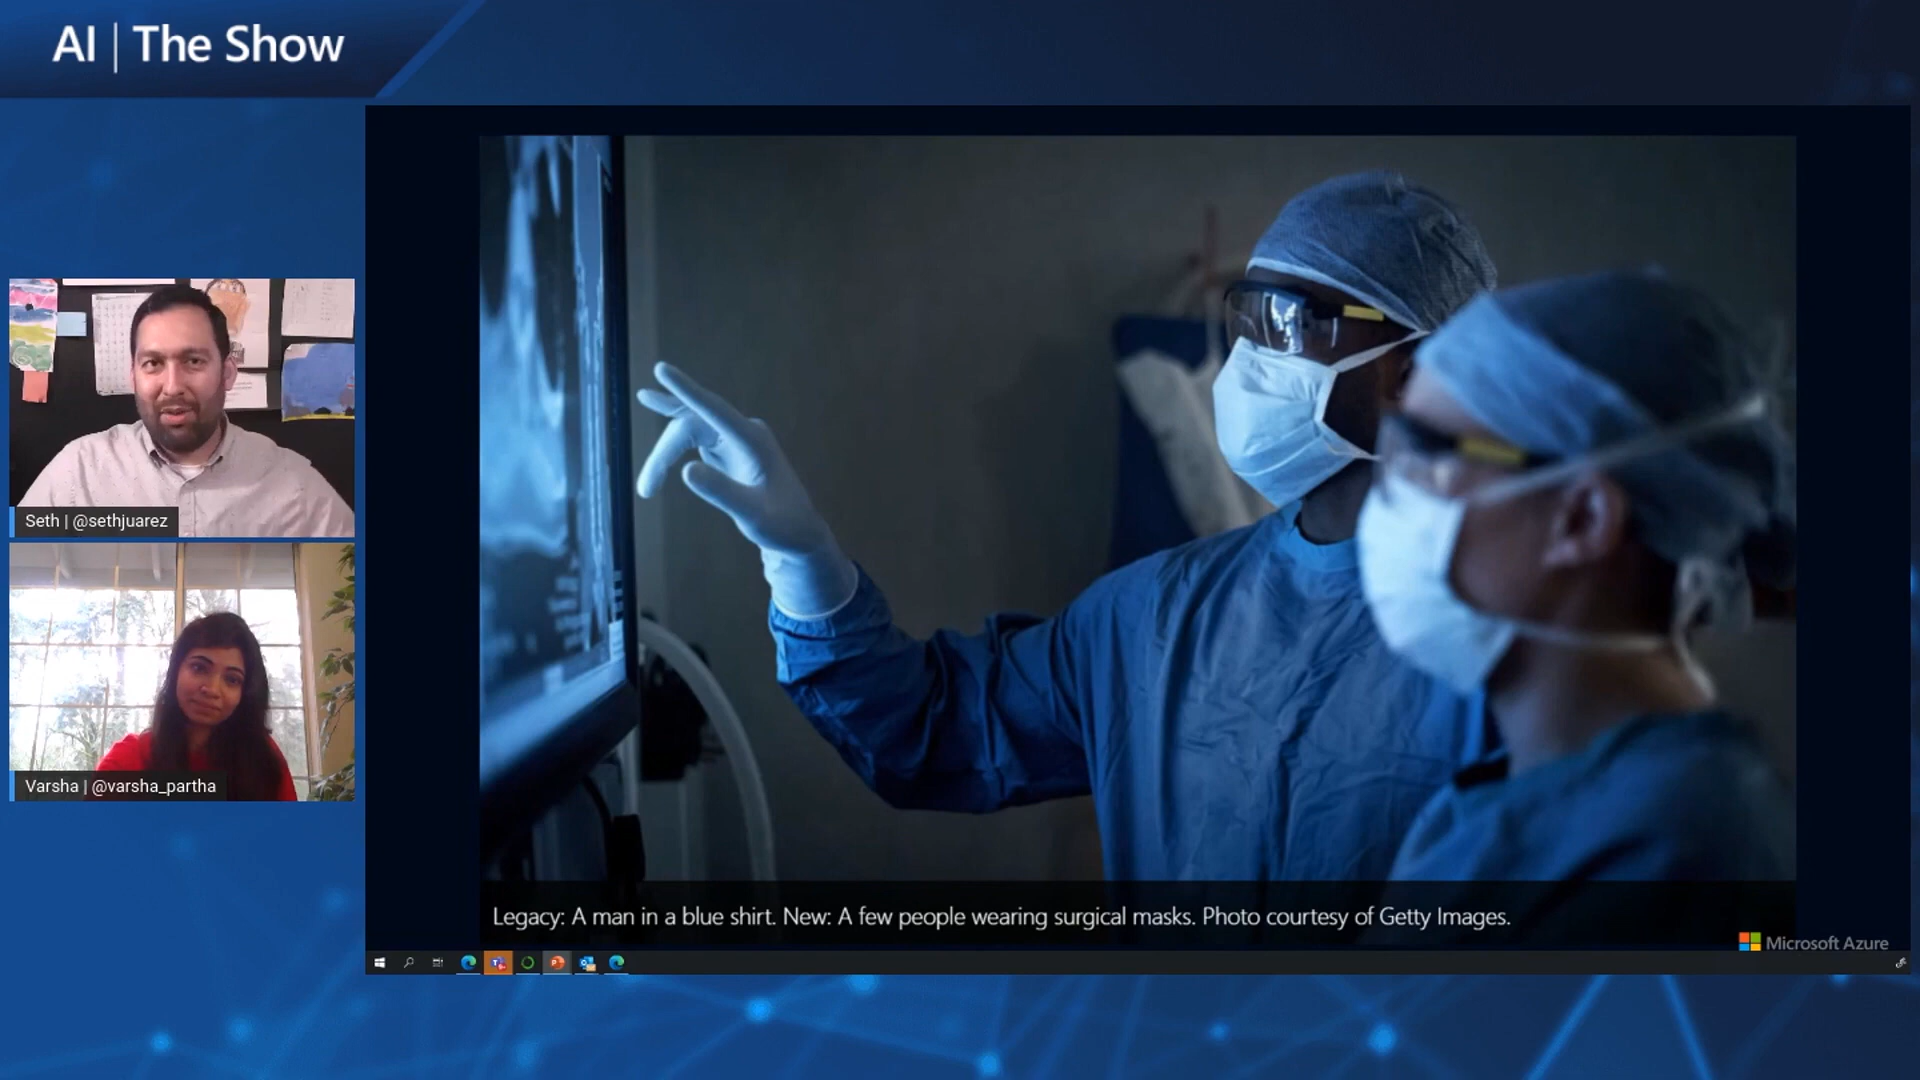 AI | The Show
Seth | @sethjuarez
Varsha | @varsha_partha
Legacy: A man in a blue shirt. New: A few people wearing surgical masks. Photo courtesy of Getty Images.
Microsoft Azure